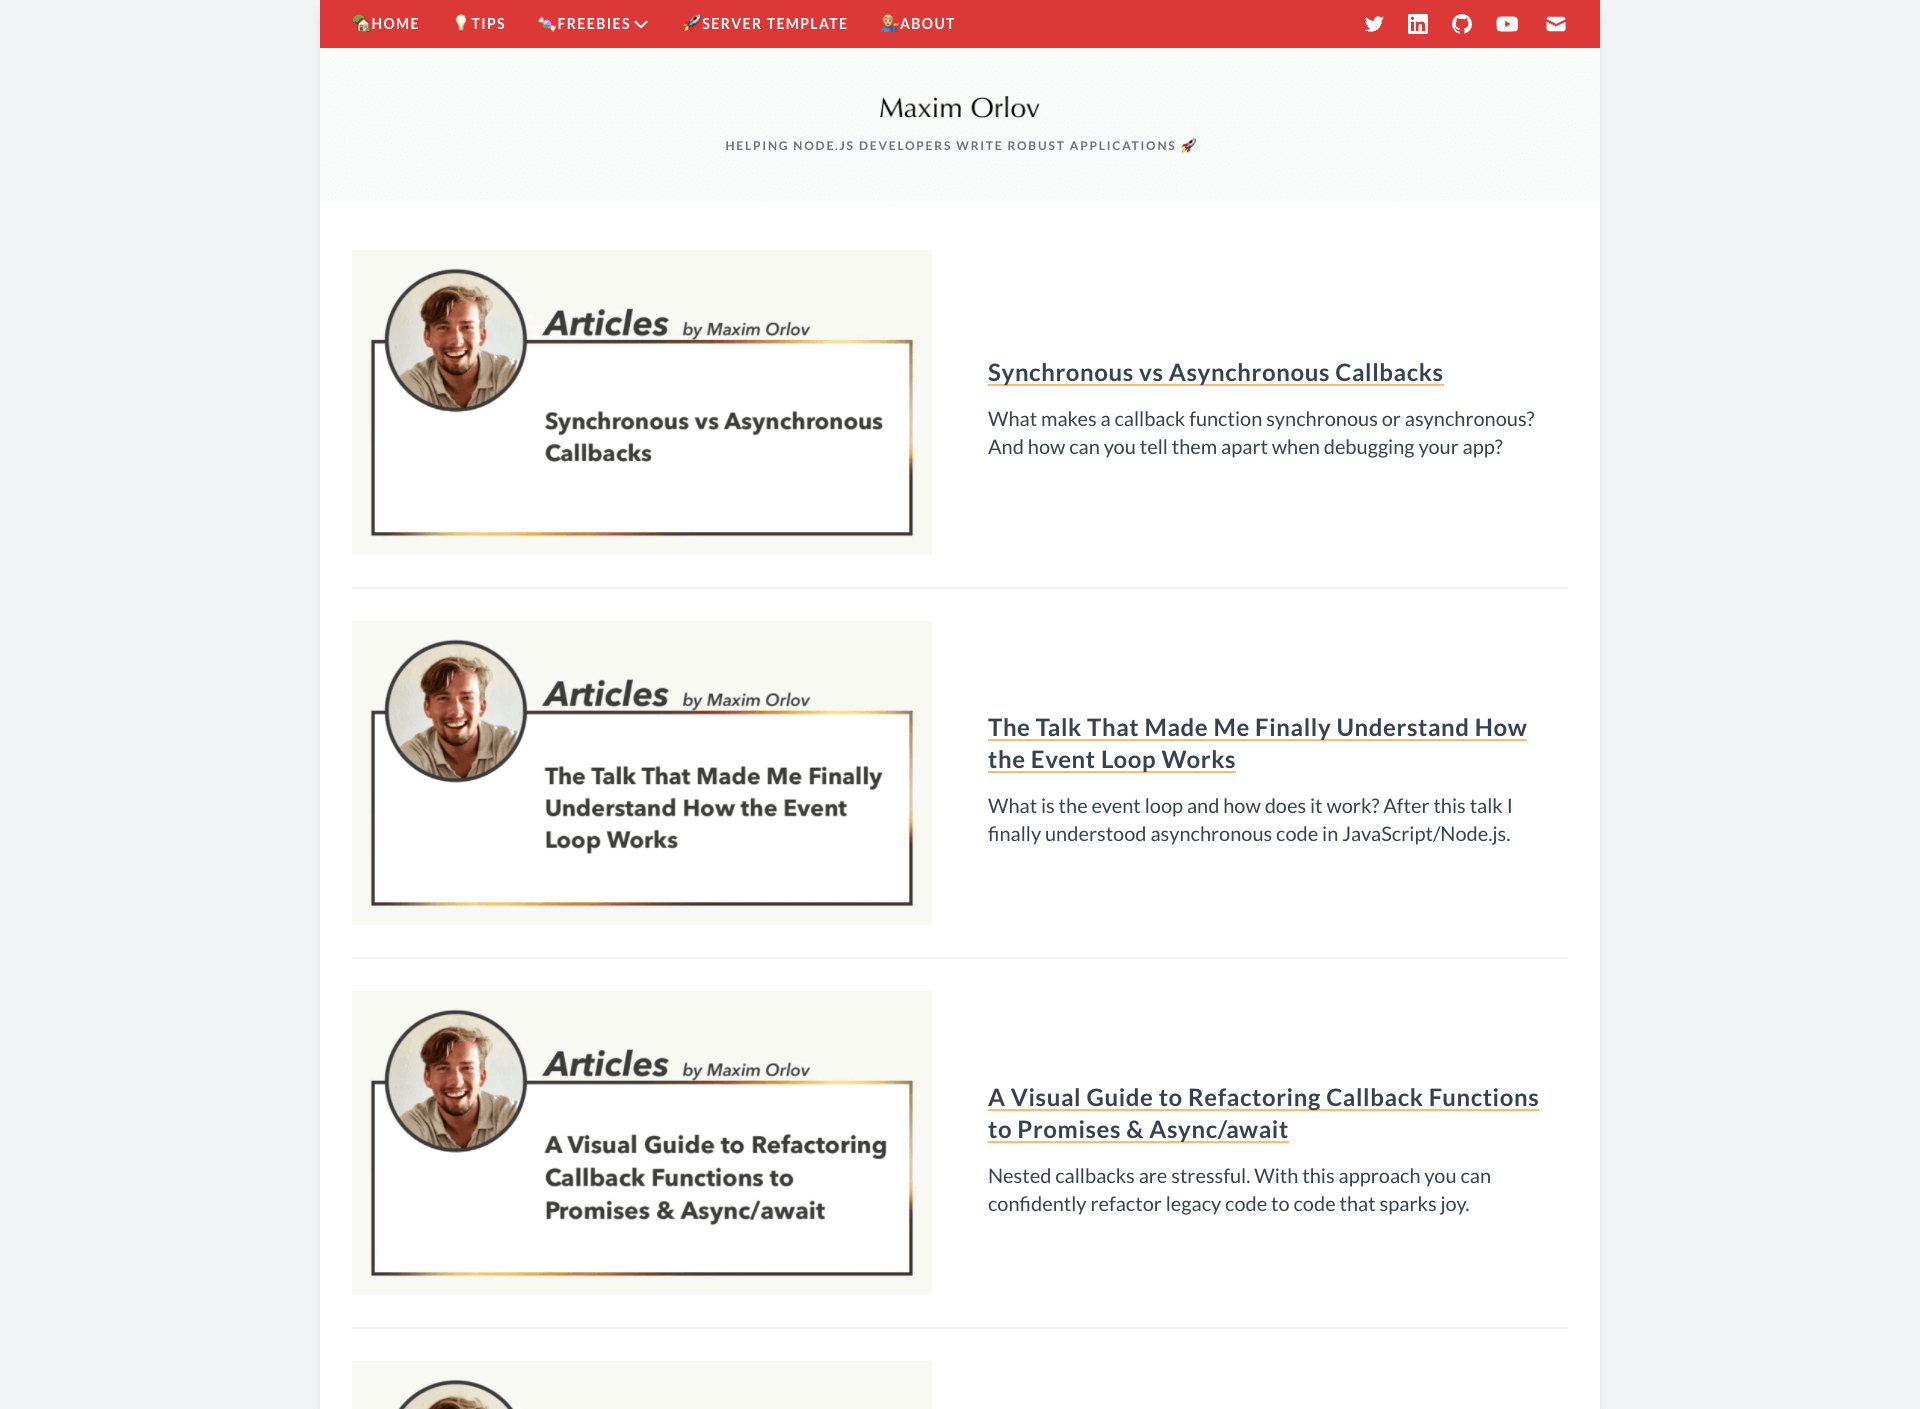 HOME TIPS FREEBIES SERVER TEMPLATE ABOUT
Maxim Orlov
HELPING NODE.JS DEVELOPERS WRITE ROBUST APPLICATIONS 🚀
Articles by Maxim Orlov
Synchronous vs Asynchronous
Callbacks
Synchronous vs Asynchronous Callbacks
What makes a callback function synchronous or asynchronous?
And how can you tell them apart when debugging your app?
Articles by Maxim Orlov
The Talk That Made Me Finally
Understand How the Event
Loop Works
The Talk That Made Me Finally Understand How
the Event Loop Works
What is the event loop and how does it work? After this talk I
finally understood asynchronous code in JavaScript/Node.js.
Articles by Maxim Orlov
A Visual Guide to Refactoring
Callback Functions to
Promises & Async/await
A Visual Guide to Refactoring Callback Functions
to Promises & Async/await
Nested callbacks are stressful. With this approach you can
confidently refactor legacy code to code that sparks joy.